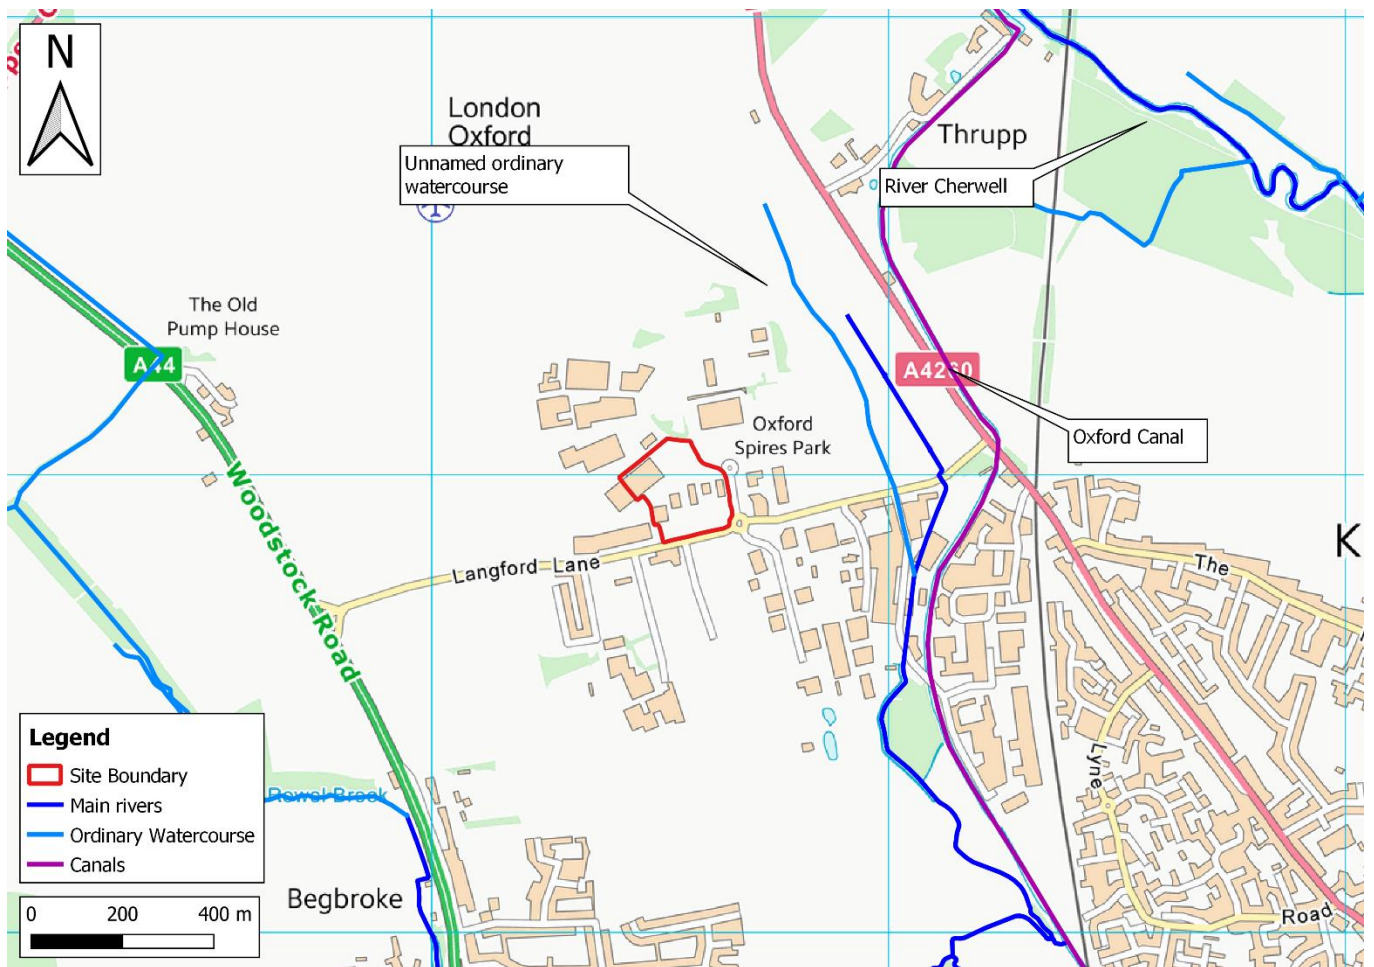 N
London
Oxford
Unnamed ordinary
watercourse
Thrupp
River Cherwell
The Old
Pump House
A44
A4260
Oxford
Spires Park
Oxford Canal
Woodstock Road
Langford Lane
K
The
Lyne
Road
Rowel Brook
Begbroke
Legend
Site Boundary
Main rivers
Ordinary Watercourse
Canals
0 200 400 m